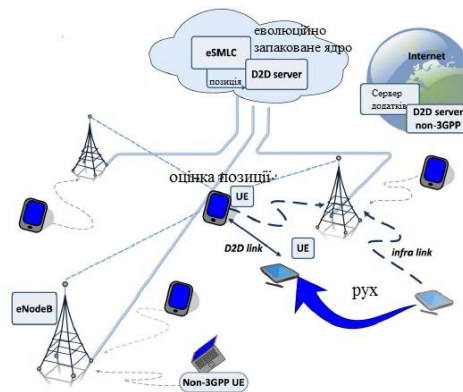 еволюційно
запаковане ядро
eSMLC
позиція
D2D server
Internet
Сервер
додатків
D2D server
non-3GPP
оцінка позиції
UE
UE
D2D link
infra link
рух
eNodeB
Non-3GPP UE